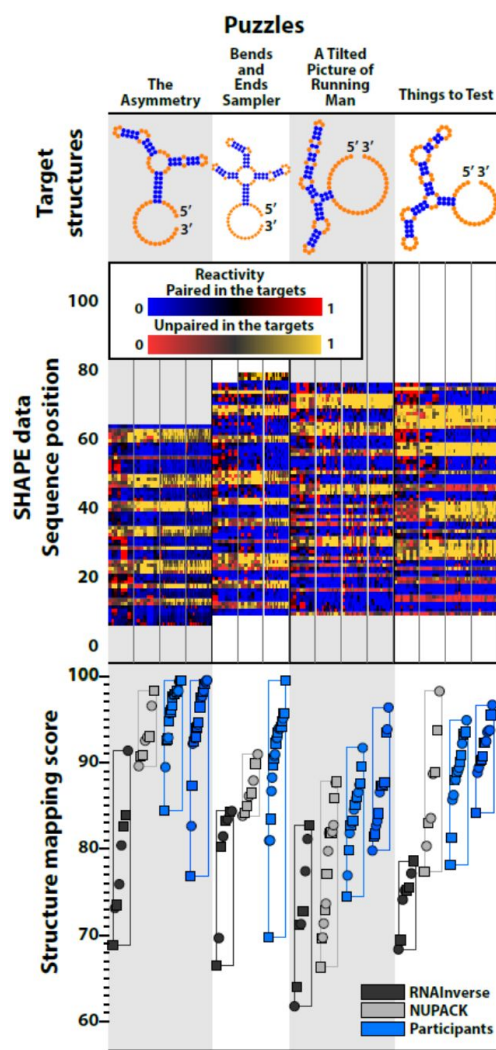 Puzzles
The
Asymmetry
Bends
and
Ends
Sampler
A Tilted
Picture of
Running
Man
Things to Test
Target
structures
5'
3'
5'
3'
5' 3'
5' 3'
Reactivity
Paired in the targets
0 1
Unpaired in the targets
0 1
SHAPE data
Sequence position
100
80
60
40
20
0
Structure mapping score
100
90
80
70
60
RNAInverse
NUPACK
Participants